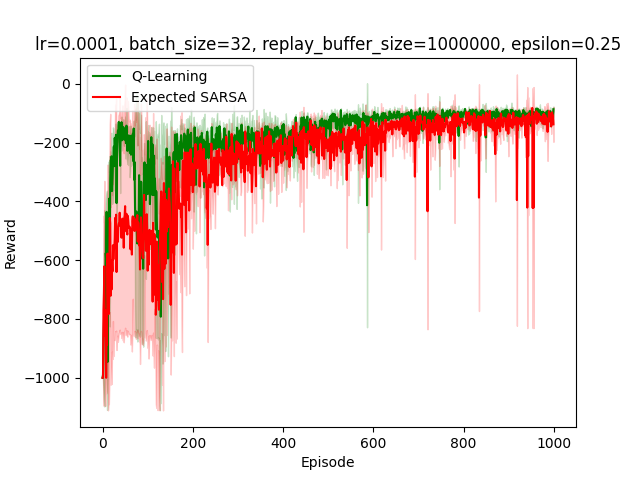 lr=0.0001, batch_size=32, replay_buffer_size=1000000, epsilon=0.25
Q-Learning
Expected SARSA
0
−200
−400
−600
−800
−1000
Reward
0 200 400 600 800 1000
Episode